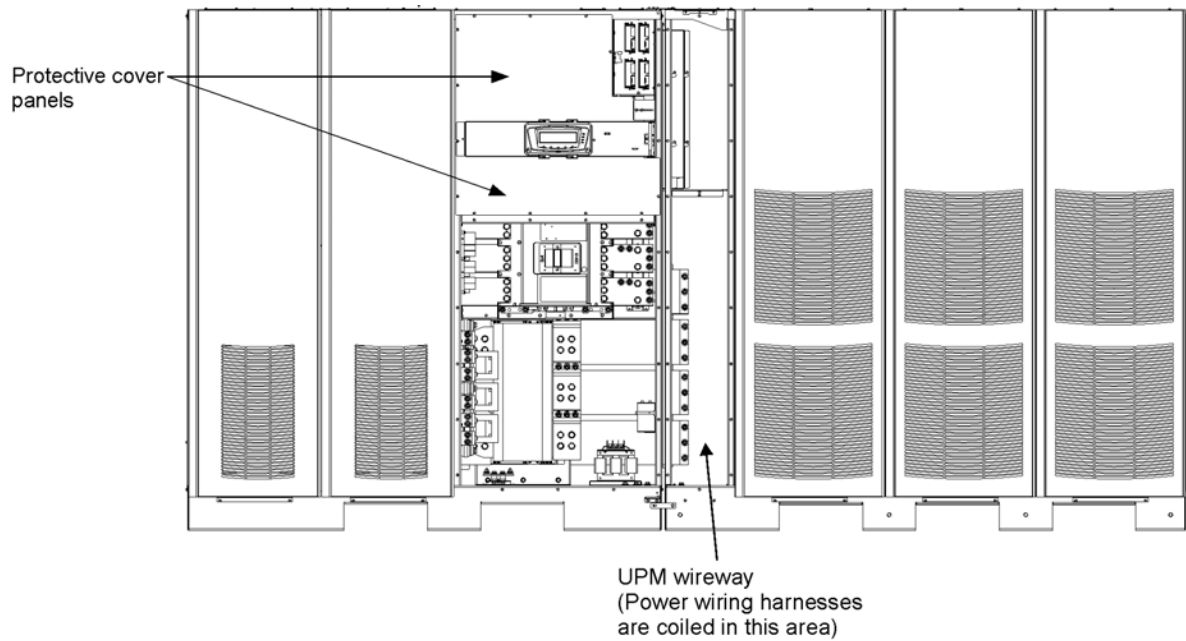 Protective cover
panels
UPM wireway
(Power wiring harnesses
are coiled in this area)